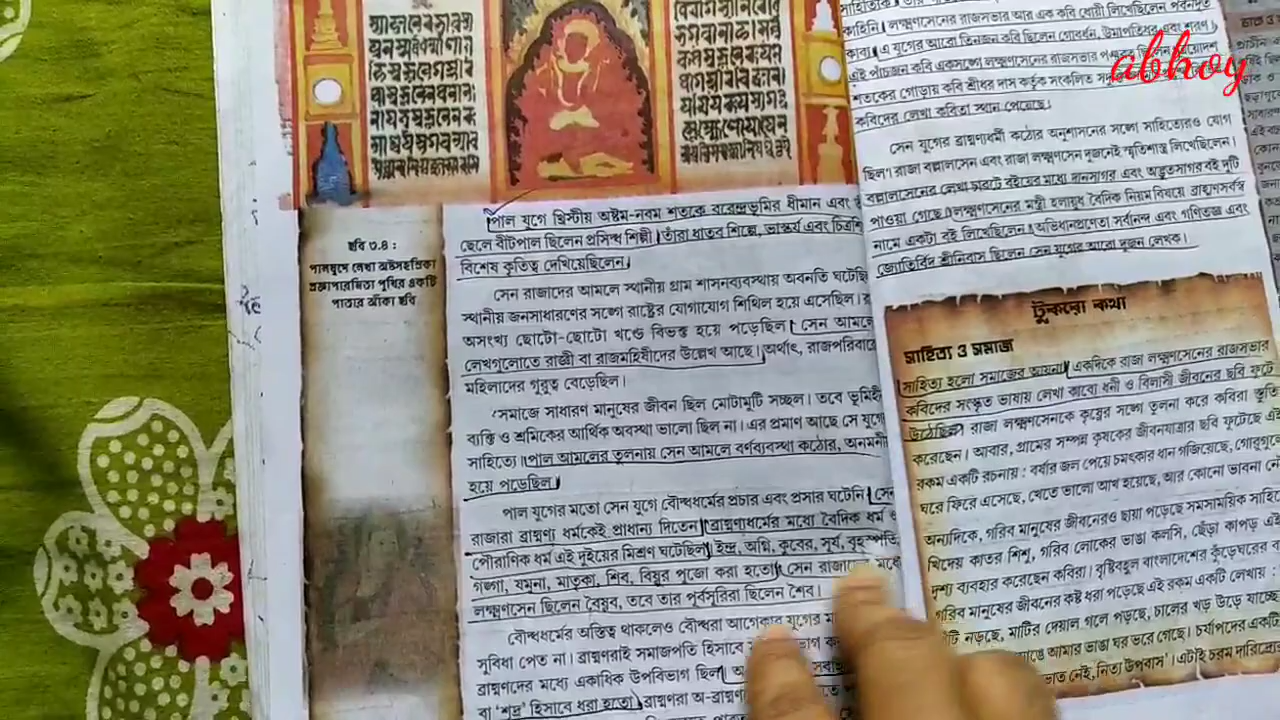 ছবি ৩.৪ :
পালযুগে লেখা অষ্টসহস্রিকা
প্রজ্ঞাপারমিতা পুথির একটি
পাতার আঁকা ছবি
পাল যুগে খ্রিস্টীয় অষ্টম-নবম শতকে বরেন্দ্রভূমির ধীমান এবং
ছেলে বীটপাল ছিলেন প্রসিদ্ধ শিল্পী। তাঁরা ধাতব শিল্পে, ভাস্কর্য এবং
বিশেষ কৃতিত্ব দেখিয়েছিলেন।
সেন রাজাদের আমলে স্থানীয় গ্রাম শাসনব্যবস্থায় অবনতি
স্থানীয় জনসাধারণের সঙ্গে রাষ্ট্রের যোগাযোগ শিথিল হয়ে এসেছিল।
অসংখ্য ছোটো-ছোটো খণ্ডে বিভক্ত হয়ে পড়েছিল। সেন
লেখগুলোতে রাজ্ঞী বা রাজমহিষীদের উল্লেখ আছে। অর্থাৎ,
মহিলাদের গুরুত্ব বেড়েছিল।
সমাজে সাধারণ মানুষের জীবন ছিল মোটামুটি সচ্ছল। তবে
ব্যক্তি ও শ্রমিকের আর্থিক অবস্থা ভালো ছিল না। এর প্রমাণ আছে সে যুগের
সাহিত্যে। পাল আমলের তুলনায় সেন আমলে বর্ণব্যবস্থা কঠোর,
হয়ে পড়েছিল।
পাল যুগের মতো সেন যুগে বৌদ্ধধর্মের প্রচার এবং প্রসার ঘটেনি। সেন
রাজারা ব্রাহ্মণ্য ধর্মকেই প্রাধান্য দিতেন। ব্রাহ্মণ্যধর্মের মধ্যে বৈদিক ধর্ম ও
পৌরাণিক ধর্ম এই দুইয়ের মিশ্রণ ঘটেছিল। ইন্দ্র, অগ্নি, কুবের, সূর্য, বৃহস্পতি
গঙ্গা, যমুনা, মাতৃকা, শিব, বিষ্ণুর পুজো করা হতো। সেন রাজাদের মধ্যে
লক্ষ্মণসেন ছিলেন বৈষ্ণব, তবে তার পূর্বসূরিরা ছিলেন শৈব।
বৌদ্ধধর্মের অস্তিত্ব থাকলেও বৌদ্ধরা আগেকার যুগের
সুবিধা পেত না। ব্রাহ্মণরাই সমাজপতি হিসাবে
ব্রাহ্মণদের মধ্যে একাধিক উপবিভাগ ছিল।
বা 'শূদ্র' হিসাবে ধরা হতো। ব্রাহ্মণরা
কাহিনি। লক্ষ্মণসেনের রাজসভার আর এক কবি ধোয়ী লিখেছিলেন পবনদূত
কাব্য। এ যুগের আরো তিনজন কবি ছিলেন গোবর্ধন, উমাপতিধর এবং শরণ।
এই পাঁচজন কবি একসঙ্গে লক্ষ্মণসেনের রাজসভার
শতকের গোড়ায় কবি শ্রীধর দাস কর্তৃক সংকলিত
কবিদের লেখা কবিতা স্থান পেয়েছে।
abhoy
সেন যুগের ব্রাহ্মণ্যধর্মী কঠোর অনুশাসনের সঙ্গে সাহিত্যেরও যোগ
ছিল। রাজা বল্লালসেন এবং রাজা লক্ষ্মণসেন দুজনেই স্মৃতিশাস্ত্র লিখেছিলেন।
বল্লালসেনের লেখা চারটে বইয়ের মধ্যে দানসাগর এবং অদ্ভুতসাগর বই দুটি
পাওয়া গেছে। লক্ষ্মণসেনের মন্ত্রী হলায়ুধ বৈদিক নিয়ম বিষয়ে ব্রাহ্মণসর্বস্ব
নামে একটা বই লিখেছিলেন। অভিধানপ্রণেতা সর্বানন্দ এবং গণিতজ্ঞ এবং
জ্যোতির্বিদ শ্রীনিবাস ছিলেন সেন যুগের আরো দুজন লেখক।
টুকরো কথা
সাহিত্য ও সমাজ
সাহিত্য হলো সমাজের আয়না। একদিকে রাজা লক্ষ্মণসেনের রাজসভার
কবিদের সংস্কৃত ভাষায় লেখা কাব্যে ধনী ও বিলাসী জীবনের ছবি ফুটে
উঠেছিল। রাজা লক্ষ্মণসেনকে কৃষ্ণের সঙ্গে তুলনা করে কবিরা স্তুতি
করেছেন। আবার, গ্রামের সম্পন্ন কৃষকের জীবনযাত্রার ছবি ফুটেছে এই
রকম একটি রচনায় : বর্ষার জল পেয়ে চমৎকার ধান গজিয়েছে, গোরুগুলো
ঘরে ফিরে এসেছে, খেতে ভালো আখ হয়েছে, আর কোনো ভাবনা নেই
অন্যদিকে, গরিব মানুষের জীবনেরও ছায়া পড়েছে সমসাময়িক
খিদেয় কাতর শিশু, গরিব লোকের ভাঙা কলসি, ছেঁড়া কাপড় এই
দৃশ্য ব্যবহার করেছেন কবিরা। বৃষ্টিবহুল বাংলাদেশের কুঁড়েঘরের
গরিব মানুষের জীবনের কষ্ট ধরা পড়েছে এই রকম একটি লেখায় :
নড়ছে, মাটির দেয়াল গলে পড়ছে, চালের খড় উড়ে যাচ্ছে
আমার ভাঙা ঘর ভরে গেছে। চর্যাপদের একটি
ভাত নেই, নিত্য উপবাস'। এটাই চরম দারিদ্রের